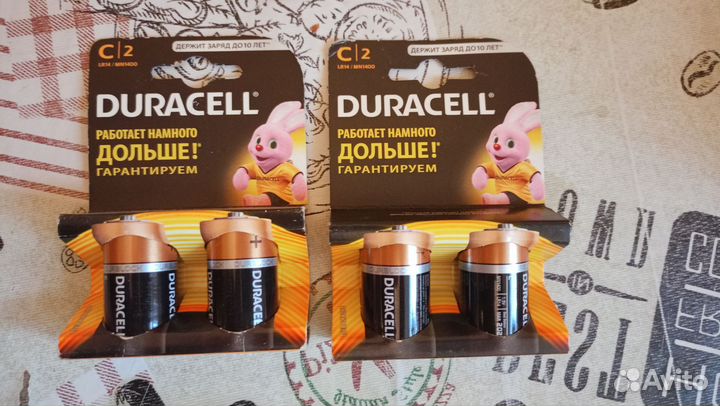 C 2
LR14 / MN1400
ДЕРЖИТ ЗАРЯД ДО 10 ЛЕТ*
DURACELL®
РАБОТАЕТ НАМНОГО
ДОЛЬШЕ!*
ГАРАНТИРУЕМ
DURACELL
+
DURACELL
C 2
LR14 / MN1400
ДЕРЖИТ ЗАРЯД ДО 10 ЛЕТ*
DURACELL®
РАБОТАЕТ НАМНОГО
ДОЛЬШЕ!*
ГАРАНТИРУЕМ
DURACELL
Avito